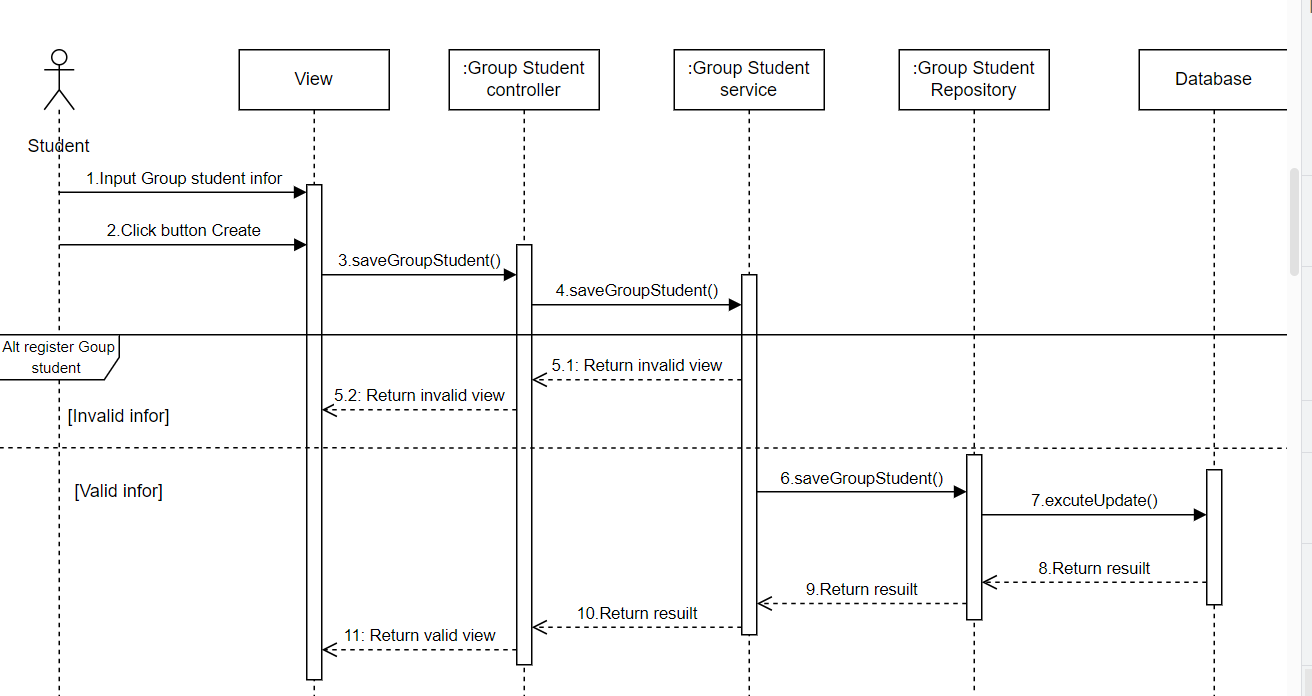 View
:Group Student
controller
:Group Student
service
:Group Student
Repository
Database
Student
1.Input Group student infor
2.Click button Create
3.saveGroupStudent()
4.saveGroupStudent()
Alt register Goup
student
5.1: Return invalid view
5.2: Return invalid view
[Invalid infor]
[Valid infor]
6.saveGroupStudent()
7.excuteUpdate()
8.Return resuilt
9.Return resuilt
10.Return resuilt
11: Return valid view